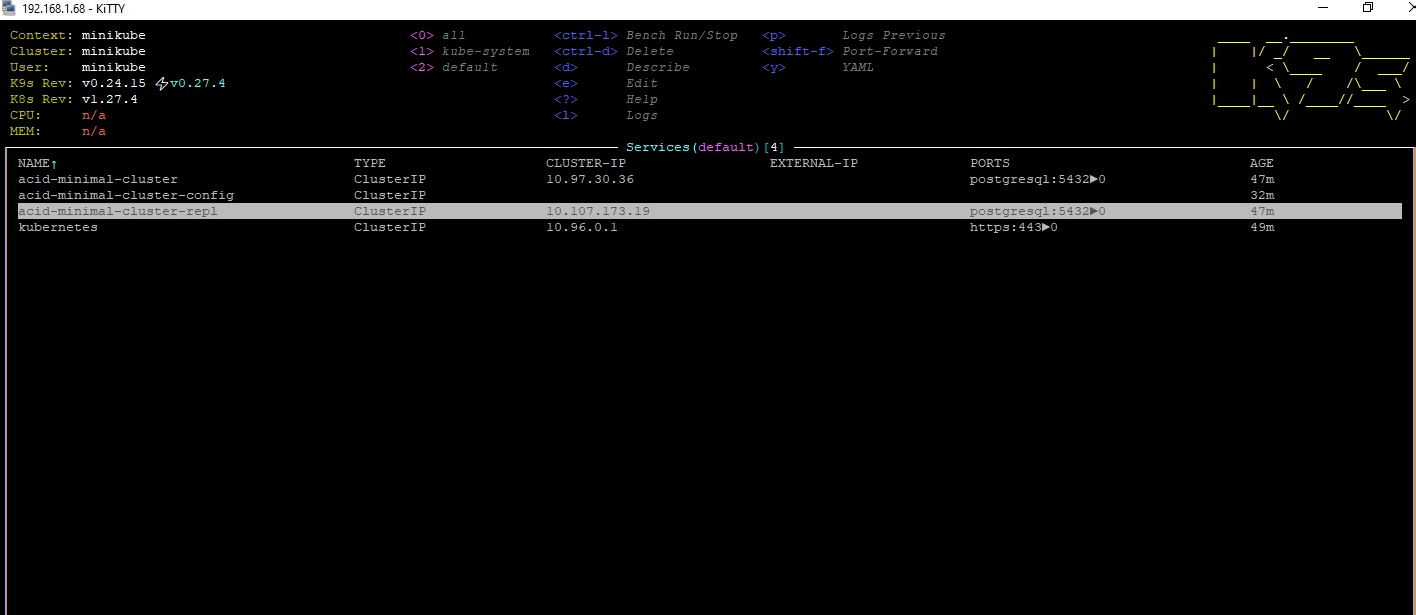 192.168.1.68 - KiTTY
Context: minikube <0> all <ctrl-l> Bench Run/Stop <p> Logs Previous
Cluster: minikube <1> kube-system <ctrl-d> Delete <shift-f> Port-Forward
User: minikube <2> default <d> Describe <y> YAML
K9s Rev: v0.24.15 ⚡v0.27.4 <e> Edit
K8s Rev: v1.27.4 <?> Help
CPU: n/a <l> Logs
MEM: n/a
K9s
Services(default)[4]
NAME↑ TYPE CLUSTER-IP EXTERNAL-IP PORTS AGE
acid-minimal-cluster ClusterIP 10.97.30.36 postgresql:5432►0 47m
acid-minimal-cluster-config ClusterIP 32m
acid-minimal-cluster-repl ClusterIP 10.107.173.19 postgresql:5432►0 47m
kubernetes ClusterIP 10.96.0.1 https:443►0 49m